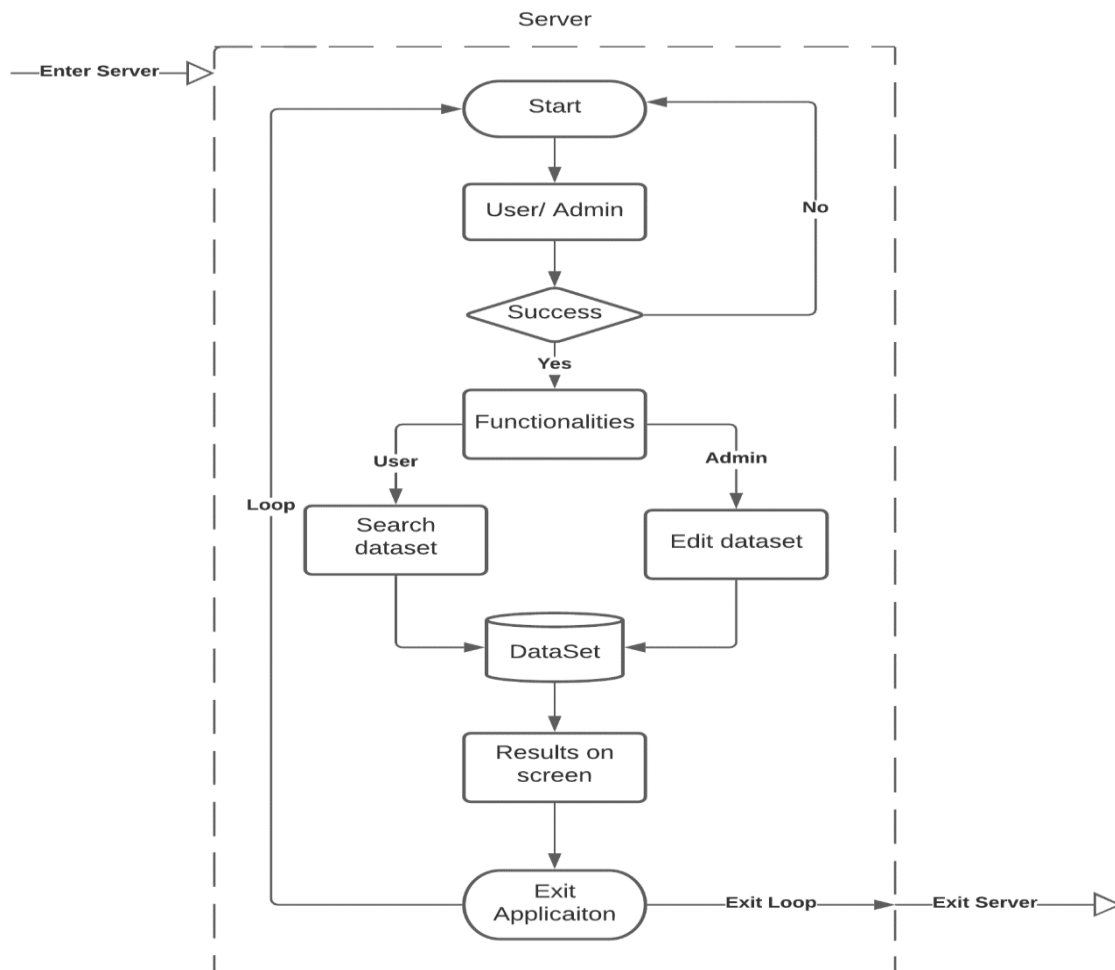 Server
Enter Server
Start
User/ Admin
No
Success
Yes
Functionalities
User
Admin
Loop
Search
dataset
Edit dataset
DataSet
Results on
screen
Exit
Applicaiton
Exit Loop
Exit Server